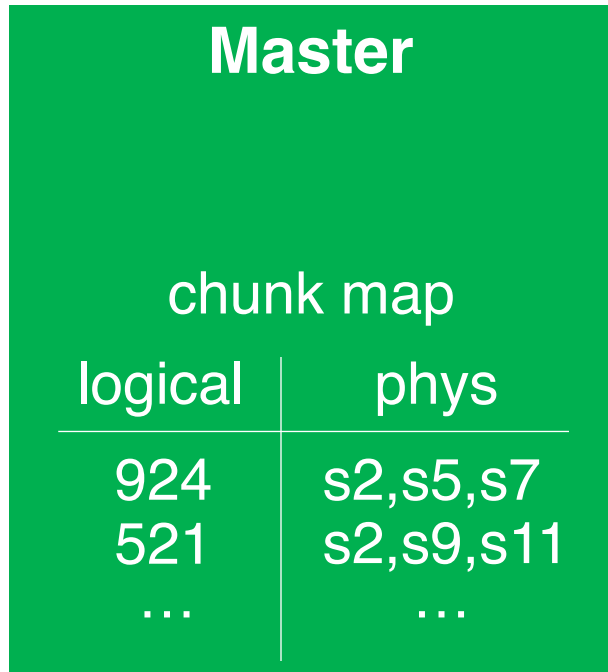 Master
chunk map
logical phys
924 s2,s5,s7
521 s2,s9,s11
... ...